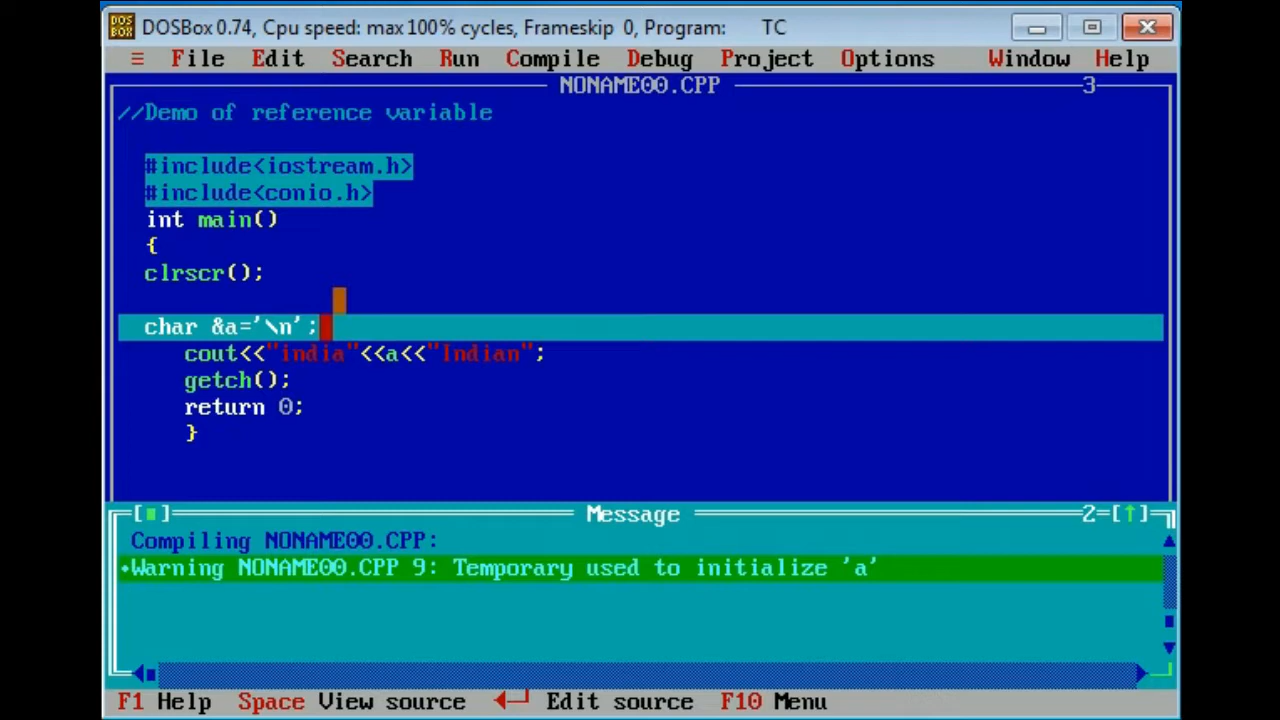 DOSBox 0.74, Cpu speed: max 100% cycles, Frameskip 0, Program: TC
≡ File Edit Search Run Compile Debug Project Options Window Help
NONAME00.CPP 3
//Demo of reference variable
#include<iostream.h>
#include<conio.h>
int main()
{
clrscr();
char &a='\n';
cout<<"india"<<a<<"Indian";
getch();
return 0;
}
[■] Message 2=[↑]
Compiling NONAME00.CPP:
•Warning NONAME00.CPP 9: Temporary used to initialize 'a'
F1 Help Space View source ←┘ Edit source F10 Menu